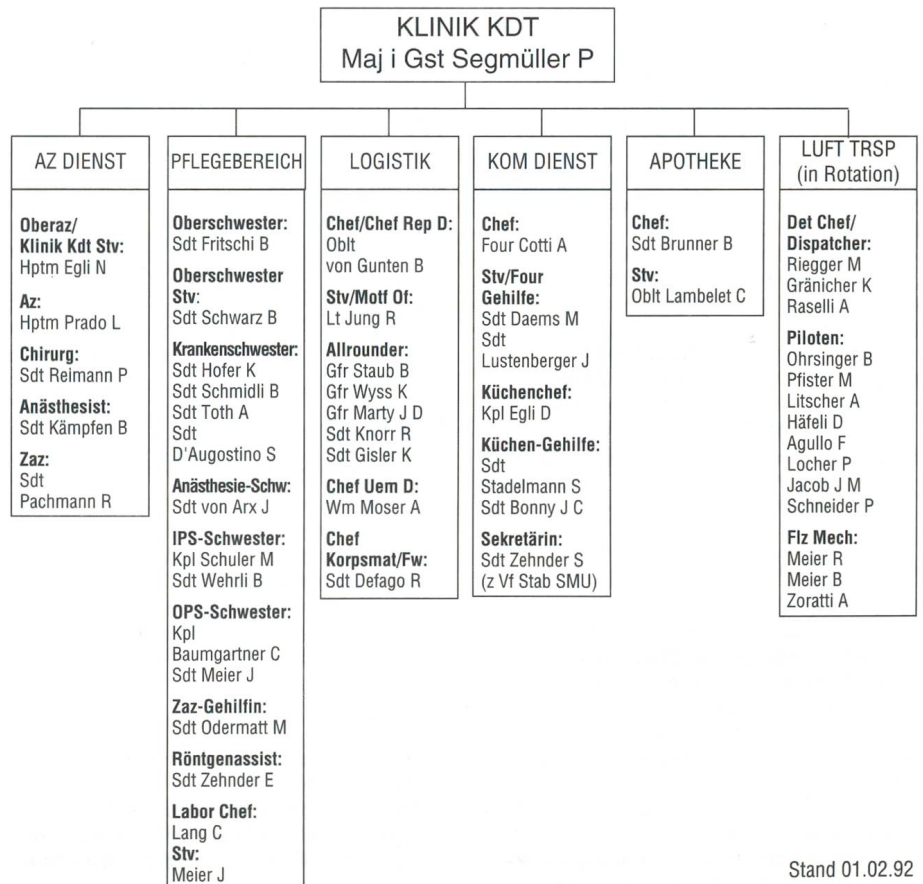 KLINIK KDT
Maj i Gst Segmüller P
AZ DIENST
Oberaz/
Klinik Kdt Stv:
Hptm Egli N
Az:
Hptm Prado L
Chirurg:
Sdt Reimann P
Anästhesist:
Sdt Kämpfen B
Zaz:
Sdt
Pachmann R
PFLEGEBEREICH
Oberschwester:
Sdt Fritschi B
Oberschwester
Stv:
Sdt Schwarz B
Krankenschwester:
Sdt Hofer K
Sdt Schmidli B
Sdt Toth A
Sdt
D'Augostino S
Anästhesie-Schw:
Sdt von Arx J
IPS-Schwester:
Kpl Schuler M
Sdt Wehrli B
OPS-Schwester:
Kpl
Baumgartner C
Sdt Meier J
Zaz-Gehilfin:
Sdt Odermatt M
Röntgenassist:
Sdt Zehnder E
Labor Chef:
Lang C
Stv:
Meier J
LOGISTIK
Chef/Chef Rep D:
Oblt
von Gunten B
Stv/Motf Of:
Lt Jung R
Allrounder:
Gfr Staub B
Gfr Wyss K
Gfr Marty J D
Sdt Knorr R
Sdt Gisler K
Chef Uem D:
Wm Moser A
Chef
Korpsmat/Fw:
Sdt Defago R
KOM DIENST
Chef:
Four Cotti A
Stv/Four
Gehilfe:
Sdt Daems M
Sdt
Lustenberger J
Küchenchef:
Kpl Egli D
Küchen-Gehilfe:
Sdt
Stadelmann S
Sdt Bonny J C
Sekretärin:
Sdt Zehnder S
(z Vf Stab SMU)
APOTHEKE
Chef:
Sdt Brunner B
Stv:
Oblt Lambelet C
LUFT TRSP
(in Rotation)
Det Chef/
Dispatcher:
Riegger M
Gränicher K
Raselli A
Piloten:
Ohrsinger B
Pfister M
Litscher A
Häfeli D
Agullo F
Locher P
Jacob J M
Schneider P
Flz Mech:
Meier R
Meier B
Zoratti A
Stand 01.02.92